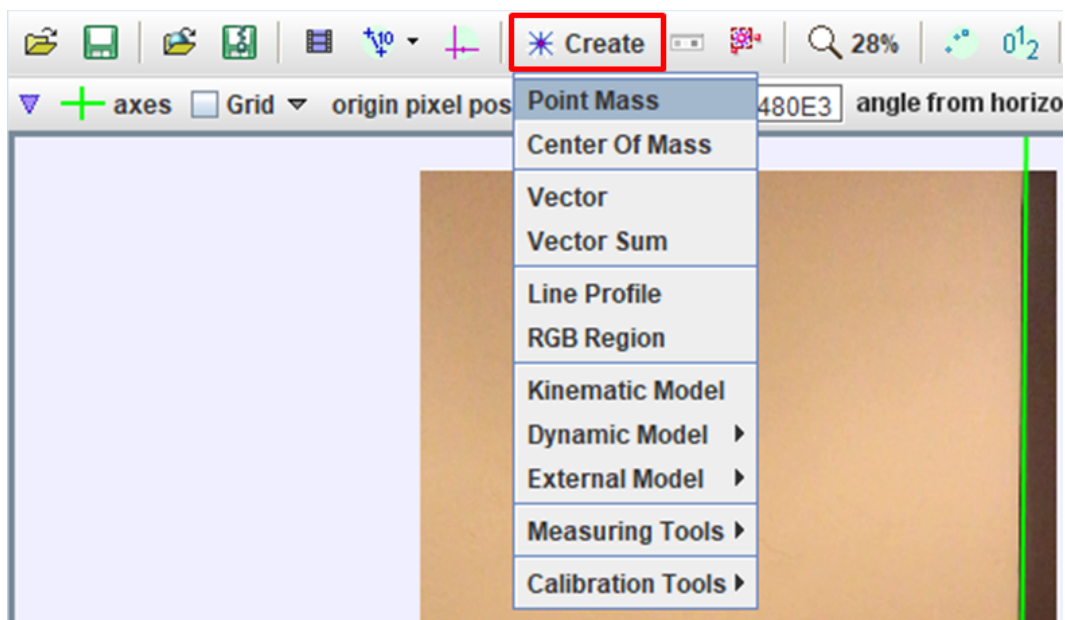 Create 28%
axes Grid origin pixel pos 480E3 angle from horizo
Point Mass
Center Of Mass
Vector
Vector Sum
Line Profile
RGB Region
Kinematic Model
Dynamic Model
External Model
Measuring Tools
Calibration Tools